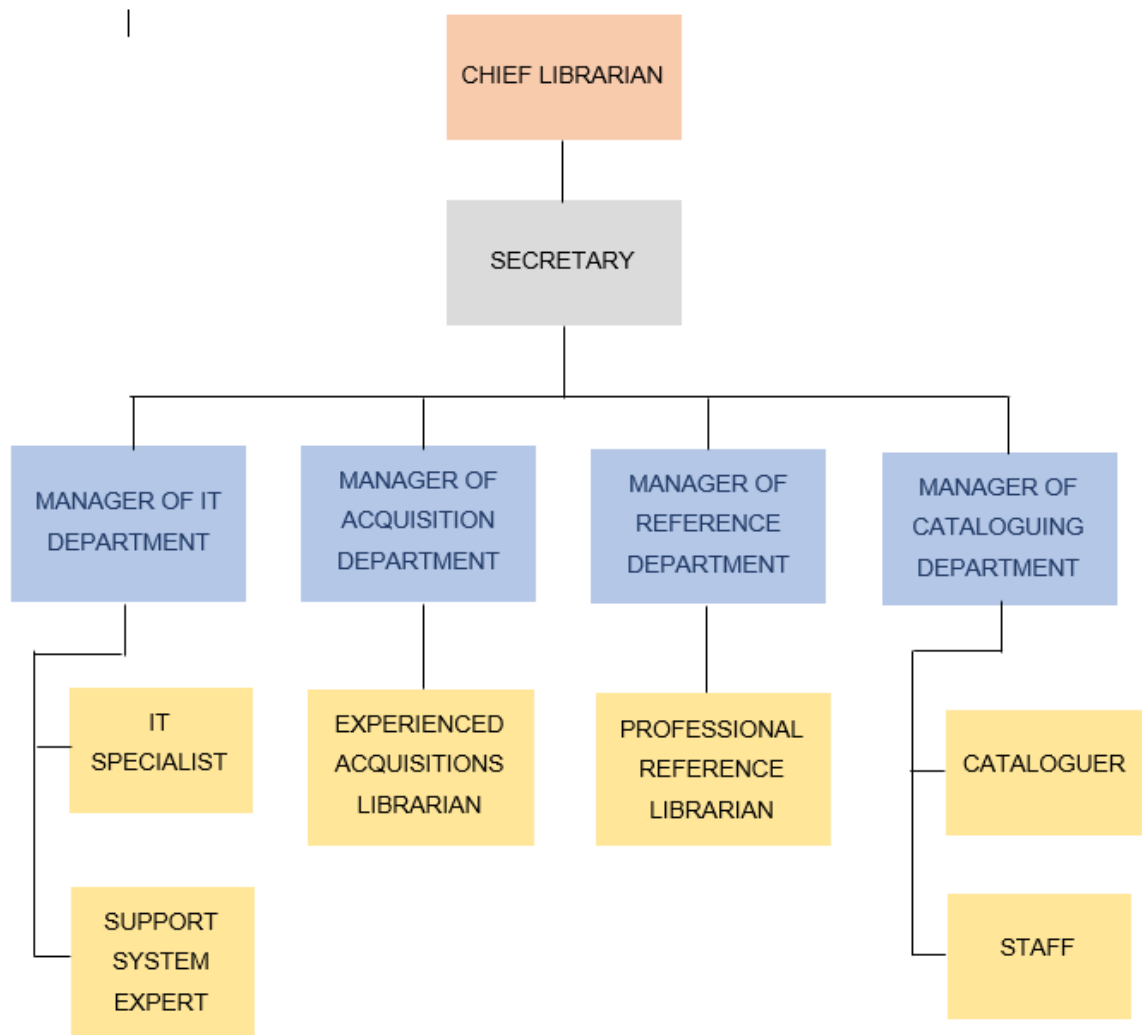 CHIEF LIBRARIAN
SECRETARY
MANAGER OF IT
DEPARTMENT
MANAGER OF
ACQUISITION
DEPARTMENT
MANAGER OF
REFERENCE
DEPARTMENT
MANAGER OF
CATALOGUING
DEPARTMENT
IT
SPECIALIST
EXPERIENCED
ACQUISITIONS
LIBRARIAN
PROFESSIONAL
REFERENCE
LIBRARIAN
CATALOGUER
SUPPORT
SYSTEM
EXPERT
STAFF